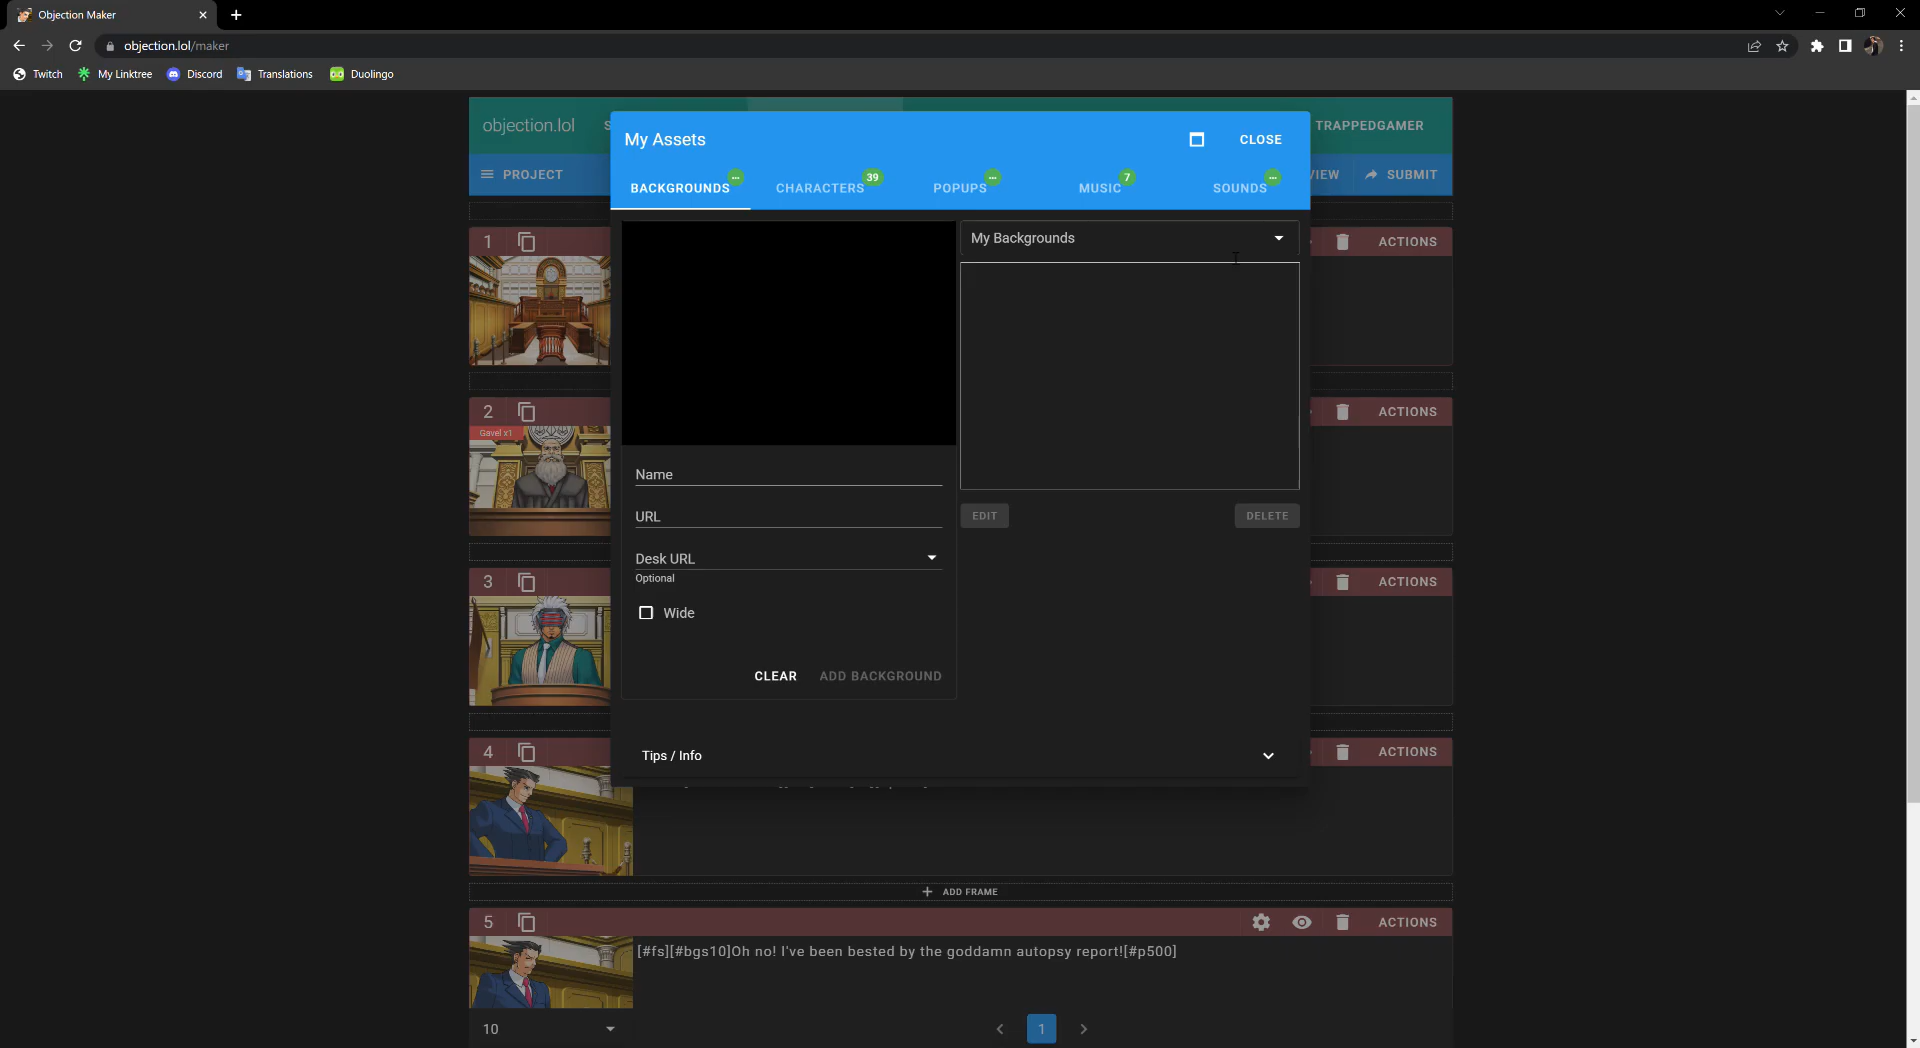 Objection Maker
objection.lol/maker
Twitch My Linktree Discord Translations Duolingo
objection.lol
TRAPPEDGAMER
PROJECT
SUBMIT
My Assets
CLOSE
BACKGROUNDS
CHARACTERS 39
POPUPS
MUSIC 7
SOUNDS
My Backgrounds
Name
URL
Desk URL
Optional
Wide
CLEAR ADD BACKGROUND
EDIT
DELETE
Tips / Info
1 ACTIONS
2 ACTIONS
Gavel x1
3 ACTIONS
4 ACTIONS
ADD FRAME
5 ACTIONS
[#fs][#bgs10]Oh no! I've been bested by the goddamn autopsy report![#p500]
10
1